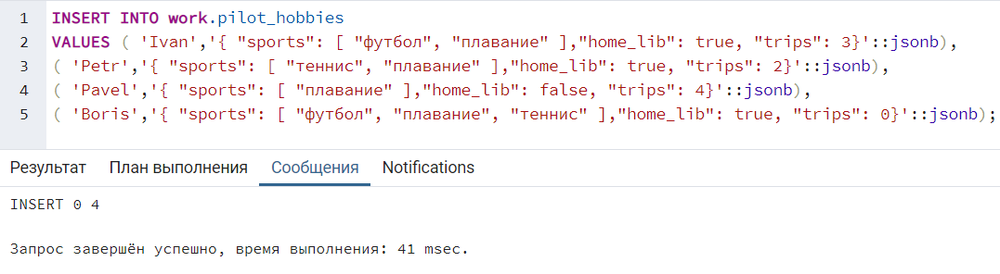 1 INSERT INTO work.pilot_hobbies
2 VALUES ( 'Ivan','{ "sports": [ "футбол", "плавание" ],"home_lib": true, "trips": 3}'::jsonb),
3 ( 'Petr','{ "sports": [ "теннис", "плавание" ],"home_lib": true, "trips": 2}'::jsonb),
4 ( 'Pavel','{ "sports": [ "плавание" ],"home_lib": false, "trips": 4}'::jsonb),
5 ( 'Boris','{ "sports": [ "футбол", "плавание", "теннис" ],"home_lib": true, "trips": 0}'::jsonb);
Результат План выполнения Сообщения Notifications
INSERT 0 4
Запрос завершён успешно, время выполнения: 41 msec.